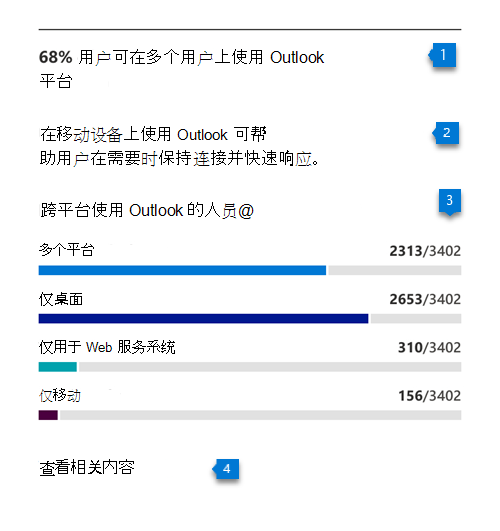 68% 用户可在多个用户上使用 Outlook
平台
1
在移动设备上使用 Outlook 可帮
助用户在需要时保持连接并快速响应。
2
跨平台使用 Outlook 的人员@
3
多个平台 2313/3402
仅桌面 2653/3402
仅用于 Web 服务系统 310/3402
仅移动 156/3402
查看相关内容 4